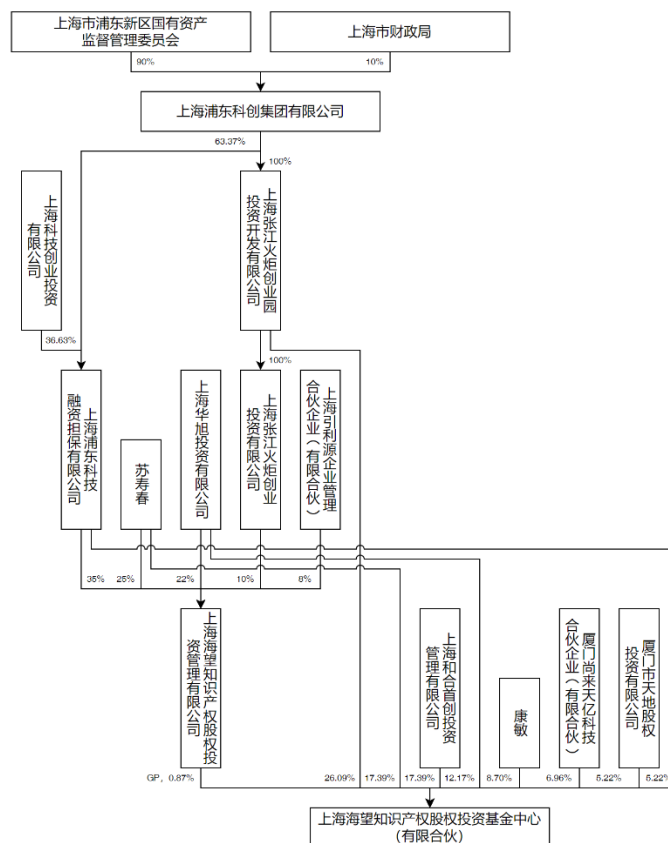 上海市浦东新区国有资产
监督管理委员会
上海市财政局
90%
10%
上海浦东科创集团有限公司
63.37%
100%
上海科技创业投资
有限公司
上海张江火炬创业园
投资开发有限公司
36.63%
100%
上海浦东科技
融资担保有限公司
苏寿春
上海华旭投资有限公司
上海张江火炬创业
投资有限公司
上海引利源企业管理
合伙企业（有限合伙）
35%
25%
22%
10%
8%
上海海望知识产权股权投
资管理有限公司
上海和合首创投资
管理有限公司
康敏
厦门尚来天亿科技
合伙企业（有限合伙）
厦门市天地股权
投资有限公司
GP，0.87%
26.09%
17.39%
17.39%
12.17%
8.70%
6.96%
5.22%
5.22%
上海海望知识产权股权投资基金中心
（有限合伙）